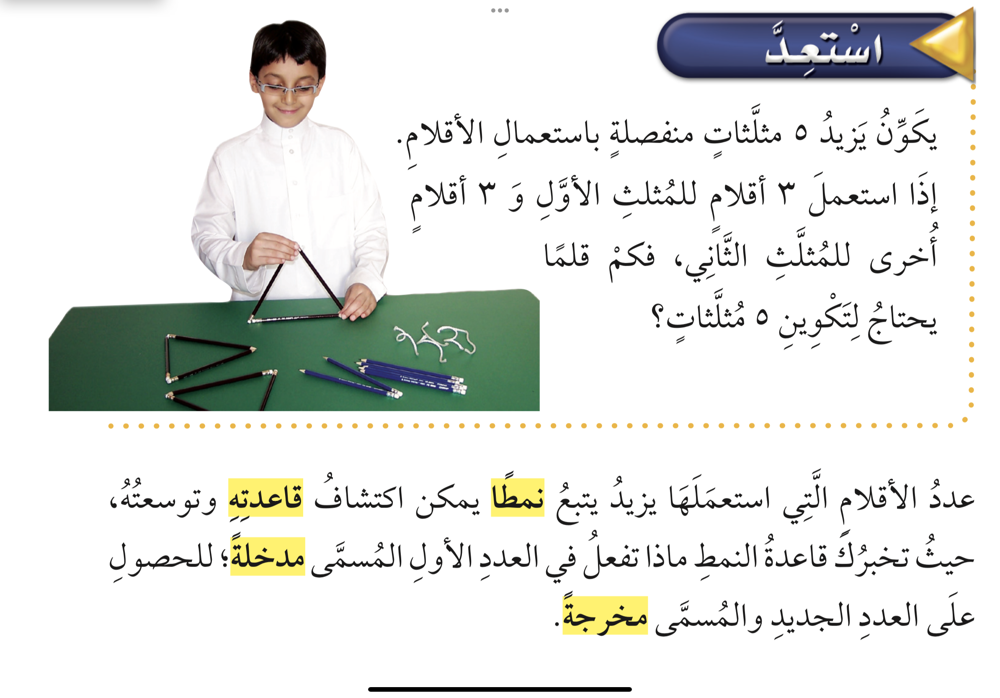 اسْتعِدَّ
يكَوِّنُ يَزيدُ ٥ مثلَّثاتٍ منفصلةٍ باستعمالِ الأقلامِ.
إذَا استعملَ ٣ أقلامٍ للمُثلثِ الأوَّلِ وَ ٣ أقلامٍ
أُخرى للمُثلَّثِ الثَّانِي، فكمْ قلمًا
يحتاجُ لِتَكْوِينِ ٥ مُثلَّثاتٍ؟
عددُ الأقلامِ الَّتِي استعمَلَهَا يزيدُ يتبعُ نمطًا يمكن اكتشافُ قاعدتِهِ وتوسعتُهُ،
حيثُ تخبرُكَ قاعدةُ النمطِ ماذا تفعلُ في العددِ الأولِ المُسمَّى مدخلةً؛ للحصولِ
علَى العددِ الجديدِ والمُسمَّى مخرجةً.